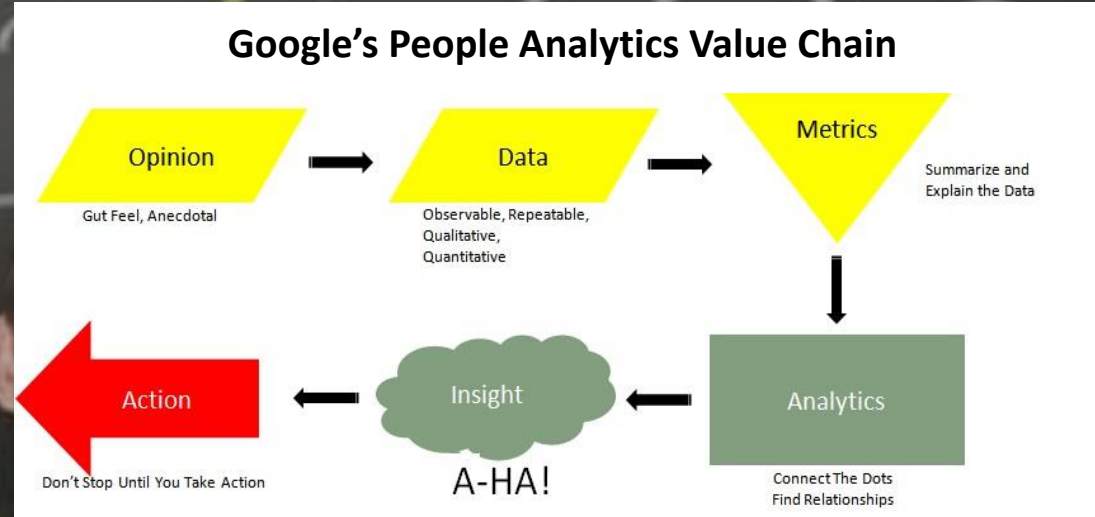 Google’s People Analytics Value Chain
Opinion
Gut Feel, Anecdotal
Data
Observable, Repeatable,
Qualitative,
Quantitative
Metrics
Summarize and
Explain the Data
Action
Don’t Stop Until You Take Action
Insight
A-HA!
Analytics
Connect The Dots
Find Relationships